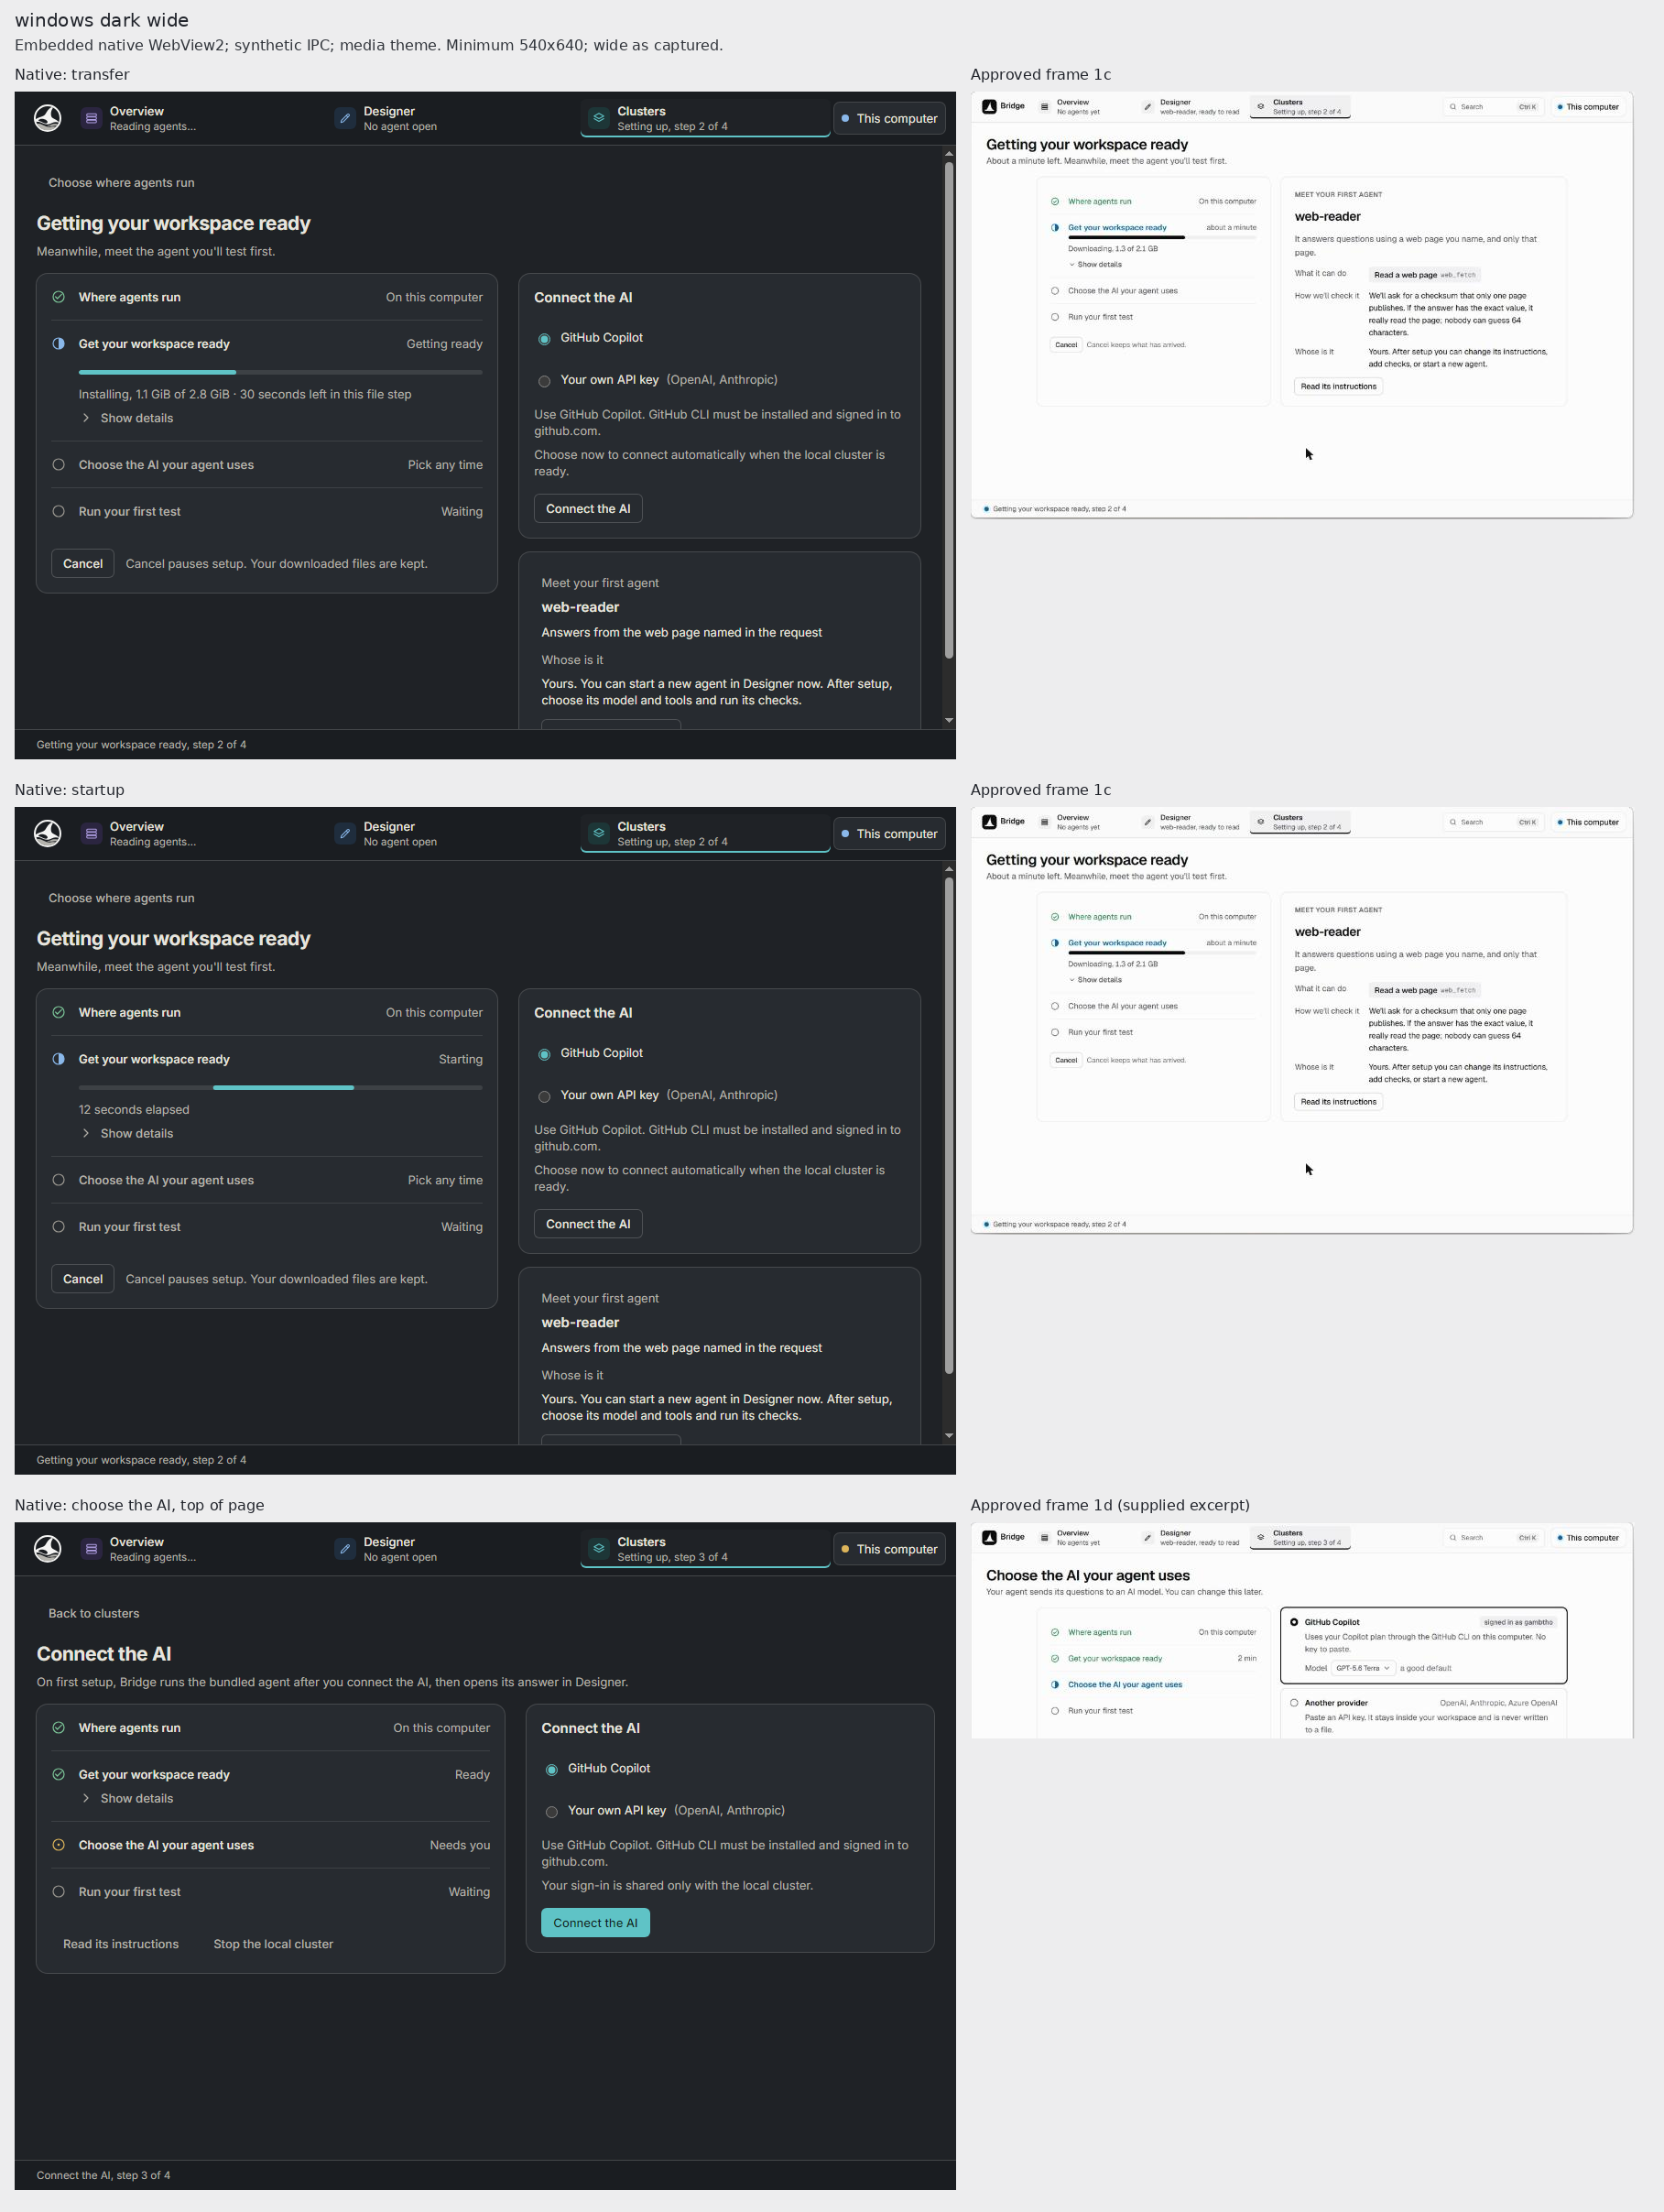 windows dark wide
Embedded native WebView2; synthetic IPC; media theme. Minimum 540x640; wide as captured.
Native: transfer
Overview
Reading agents...
Designer
No agent open
Clusters
Setting up, step 2 of 4
This computer
Choose where agents run
Getting your workspace ready
Meanwhile, meet the agent you'll test first.
Where agents run
On this computer
Get your workspace ready
Getting ready
Installing, 1.1 GiB of 2.8 GiB · 30 seconds left in this file step
Show details
Choose the AI your agent uses
Pick any time
Run your first test
Waiting
Cancel
Cancel pauses setup. Your downloaded files are kept.
Connect the AI
GitHub Copilot
Your own API key (OpenAI, Anthropic)
Use GitHub Copilot. GitHub CLI must be installed and signed in to
github.com.
Choose now to connect automatically when the local cluster is
ready.
Connect the AI
Meet your first agent
web-reader
Answers from the web page named in the request
Whose is it
Yours. You can start a new agent in Designer now. After setup,
choose its model and tools and run its checks.
Getting your workspace ready, step 2 of 4
Approved frame 1c
Bridge
Overview
No agents yet
Designer
web-reader, ready to read
Clusters
Setting up, step 2 of 4
Search
Ctrl K
This computer
Getting your workspace ready
About a minute left. Meanwhile, meet the agent you'll test first.
Where agents run
On this computer
Get your workspace ready
about a minute
Downloading, 1.3 of 2.1 GB
Show details
Choose the AI your agent uses
Run your first test
Cancel
Cancel keeps what has arrived.
MEET YOUR FIRST AGENT
web-reader
It answers questions using a web page you name, and only that
page.
What it can do
Read a web page web_fetch
How we'll check it
We'll ask for a checksum that only one page
publishes. If the answer has the exact value, it
really read the page; nobody can guess 64
characters.
Whose is it
Yours. After setup you can change its instructions,
add checks, or start a new agent.
Read its instructions
Getting your workspace ready, step 2 of 4
Native: startup
Overview
Reading agents...
Designer
No agent open
Clusters
Setting up, step 2 of 4
This computer
Choose where agents run
Getting your workspace ready
Meanwhile, meet the agent you'll test first.
Where agents run
On this computer
Get your workspace ready
Starting
12 seconds elapsed
Show details
Choose the AI your agent uses
Pick any time
Run your first test
Waiting
Cancel
Cancel pauses setup. Your downloaded files are kept.
Connect the AI
GitHub Copilot
Your own API key (OpenAI, Anthropic)
Use GitHub Copilot. GitHub CLI must be installed and signed in to
github.com.
Choose now to connect automatically when the local cluster is
ready.
Connect the AI
Meet your first agent
web-reader
Answers from the web page named in the request
Whose is it
Yours. You can start a new agent in Designer now. After setup,
choose its model and tools and run its checks.
Getting your workspace ready, step 2 of 4
Approved frame 1c
Bridge
Overview
No agents yet
Designer
web-reader, ready to read
Clusters
Setting up, step 2 of 4
Search
Ctrl K
This computer
Getting your workspace ready
About a minute left. Meanwhile, meet the agent you'll test first.
Where agents run
On this computer
Get your workspace ready
about a minute
Downloading, 1.3 of 2.1 GB
Show details
Choose the AI your agent uses
Run your first test
Cancel
Cancel keeps what has arrived.
MEET YOUR FIRST AGENT
web-reader
It answers questions using a web page you name, and only that
page.
What it can do
Read a web page web_fetch
How we'll check it
We'll ask for a checksum that only one page
publishes. If the answer has the exact value, it
really read the page; nobody can guess 64
characters.
Whose is it
Yours. After setup you can change its instructions,
add checks, or start a new agent.
Read its instructions
Getting your workspace ready, step 2 of 4
Native: choose the AI, top of page
Overview
Reading agents...
Designer
No agent open
Clusters
Setting up, step 3 of 4
This computer
Back to clusters
Connect the AI
On first setup, Bridge runs the bundled agent after you connect the AI, then opens its answer in Designer.
Where agents run
On this computer
Get your workspace ready
Ready
Show details
Choose the AI your agent uses
Needs you
Run your first test
Waiting
Read its instructions
Stop the local cluster
Connect the AI
GitHub Copilot
Your own API key (OpenAI, Anthropic)
Use GitHub Copilot. GitHub CLI must be installed and signed in to
github.com.
Your sign-in is shared only with the local cluster.
Connect the AI
Connect the AI, step 3 of 4
Approved frame 1d (supplied excerpt)
Bridge
Overview
No agents yet
Designer
web-reader, ready to read
Clusters
Setting up, step 3 of 4
Search
Ctrl K
This computer
Choose the AI your agent uses
Your agent sends its questions to an AI model. You can change this later.
Where agents run
On this computer
Get your workspace ready
2 min
Choose the AI your agent uses
Run your first test
GitHub Copilot
signed in as gambtho
Uses your Copilot plan through the GitHub CLI on this computer. No
key to paste.
Model
GPT-5.6 Terra
a good default
Another provider
OpenAI, Anthropic, Azure OpenAI
Paste an API key. It stays inside your workspace and is never written
to a file.